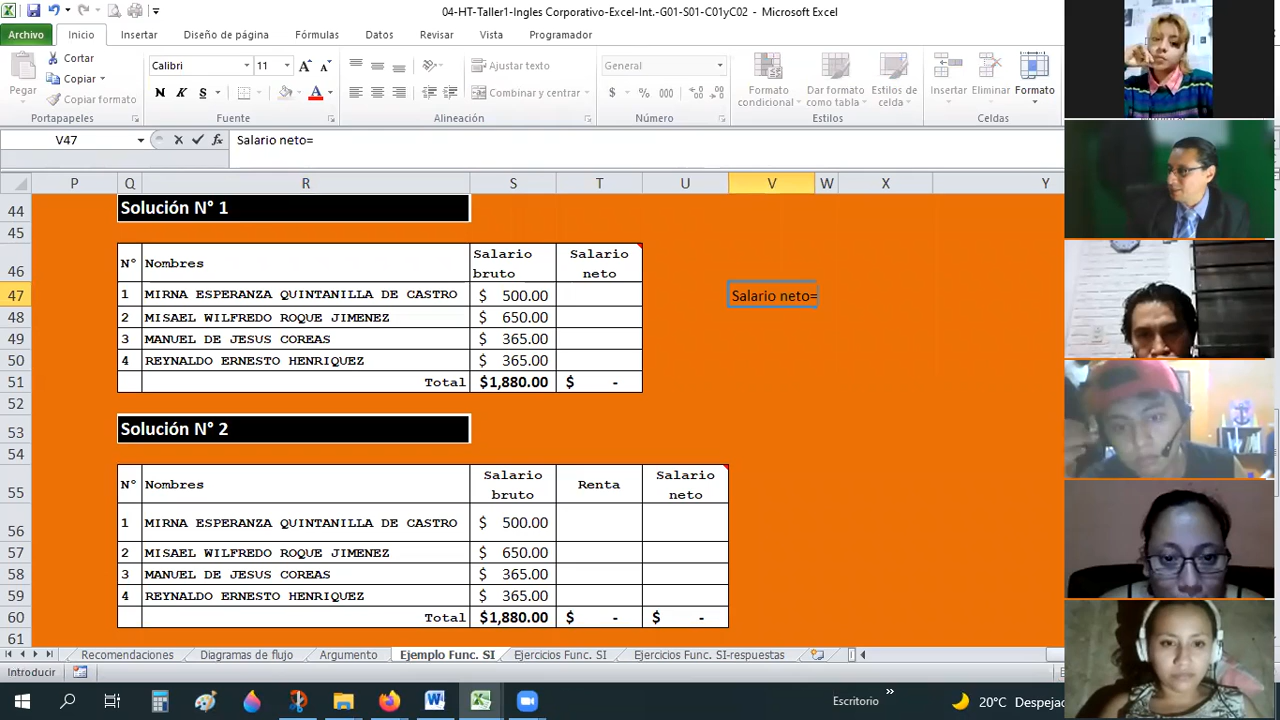 04-HT-Taller1-Ingles Corporativo-Excel-Int.-G01-S01-C01yC02 - Microsoft Excel
Archivo Inicio Insertar Diseño de página Fórmulas Datos Revisar Vista Programador
Pegar
Cortar
Copiar
Copiar formato
Portapapeles
Calibri 11
N K S
Fuente
Ajustar texto
Combinar y centrar
Alineación
General
$ % 000
Número
Formato condicional
Dar formato como tabla
Estilos de celda
Estilos
Insertar Eliminar Formato
Celdas
V47 fx Salario neto=
P Q R S T U V W X Y
44 Solución N° 1
45
46 N° Nombres Salario bruto Salario neto
47 1 MIRNA ESPERANZA QUINTANILLA DE CASTRO $ 500.00 Salario neto=
48 2 MISAEL WILFREDO ROQUE JIMENEZ $ 650.00
49 3 MANUEL DE JESUS COREAS $ 365.00
50 4 REYNALDO ERNESTO HENRIQUEZ $ 365.00
51 Total $1,880.00 $ -
52
53 Solución N° 2
54
55 N° Nombres Salario bruto Renta Salario neto
56 1 MIRNA ESPERANZA QUINTANILLA DE CASTRO $ 500.00
57 2 MISAEL WILFREDO ROQUE JIMENEZ $ 650.00
58 3 MANUEL DE JESUS COREAS $ 365.00
59 4 REYNALDO ERNESTO HENRIQUEZ $ 365.00
60 Total $1,880.00 $ - $ -
61
Recomendaciones Diagramas de flujo Argumento Ejemplo Func. SI Ejercicios Func. SI Ejercicios Func. SI-respuestas
Introducir
Escritorio » 20°C Despejac